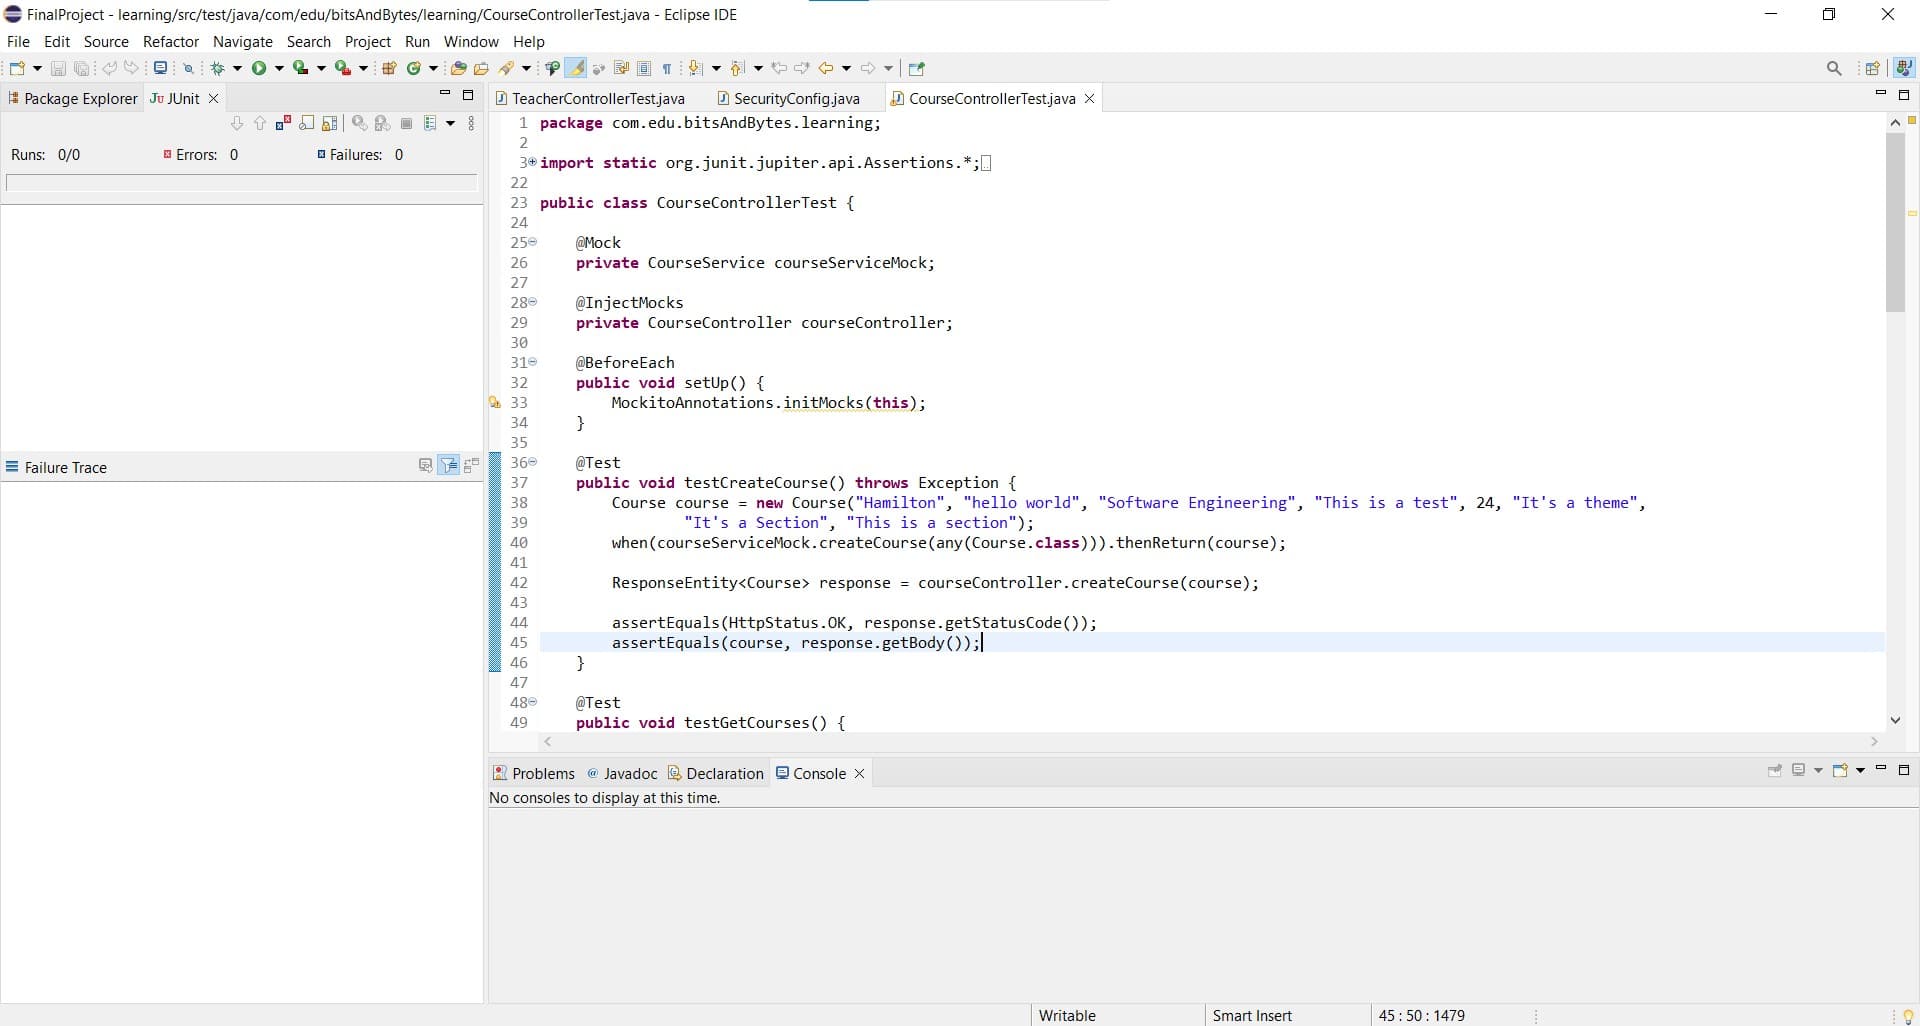 FinalProject - learning/src/test/java/com/edu/bitsAndBytes/learning/CourseControllerTest.java - Eclipse IDE
File Edit Source Refactor Navigate Search Project Run Window Help
Package Explorer JUnit
TeacherControllerTest.java SecurityConfig.java CourseControllerTest.java
Runs: 0/0 Errors: 0 Failures: 0
Failure Trace
1 package com.edu.bitsAndBytes.learning;
2
3 import static org.junit.jupiter.api.Assertions.*;
22
23 public class CourseControllerTest {
24
25 @Mock
26 private CourseService courseServiceMock;
27
28 @InjectMocks
29 private CourseController courseController;
30
31 @BeforeEach
32 public void setUp() {
33 MockitoAnnotations.initMocks(this);
34 }
35
36 @Test
37 public void testCreateCourse() throws Exception {
38 Course course = new Course("Hamilton", "hello world", "Software Engineering", "This is a test", 24, "It's a theme",
39 "It's a Section", "This is a section");
40 when(courseServiceMock.createCourse(any(Course.class))).thenReturn(course);
41
42 ResponseEntity<Course> response = courseController.createCourse(course);
43
44 assertEquals(HttpStatus.OK, response.getStatusCode());
45 assertEquals(course, response.getBody());
46 }
47
48 @Test
49 public void testGetCourses() {
Problems @ Javadoc Declaration Console
No consoles to display at this time.
Writable Smart Insert 45 : 50 : 1479